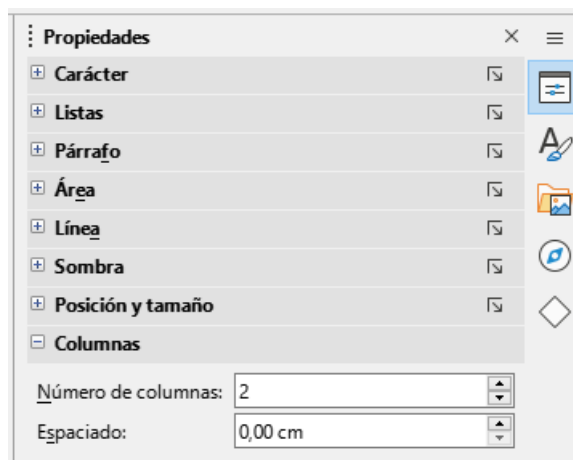 Propiedades
Carácter
Listas
Párrafo
Área
Línea
Sombra
Posición y tamaño
Columnas
Número de columnas: 2
Espaciado: 0,00 cm